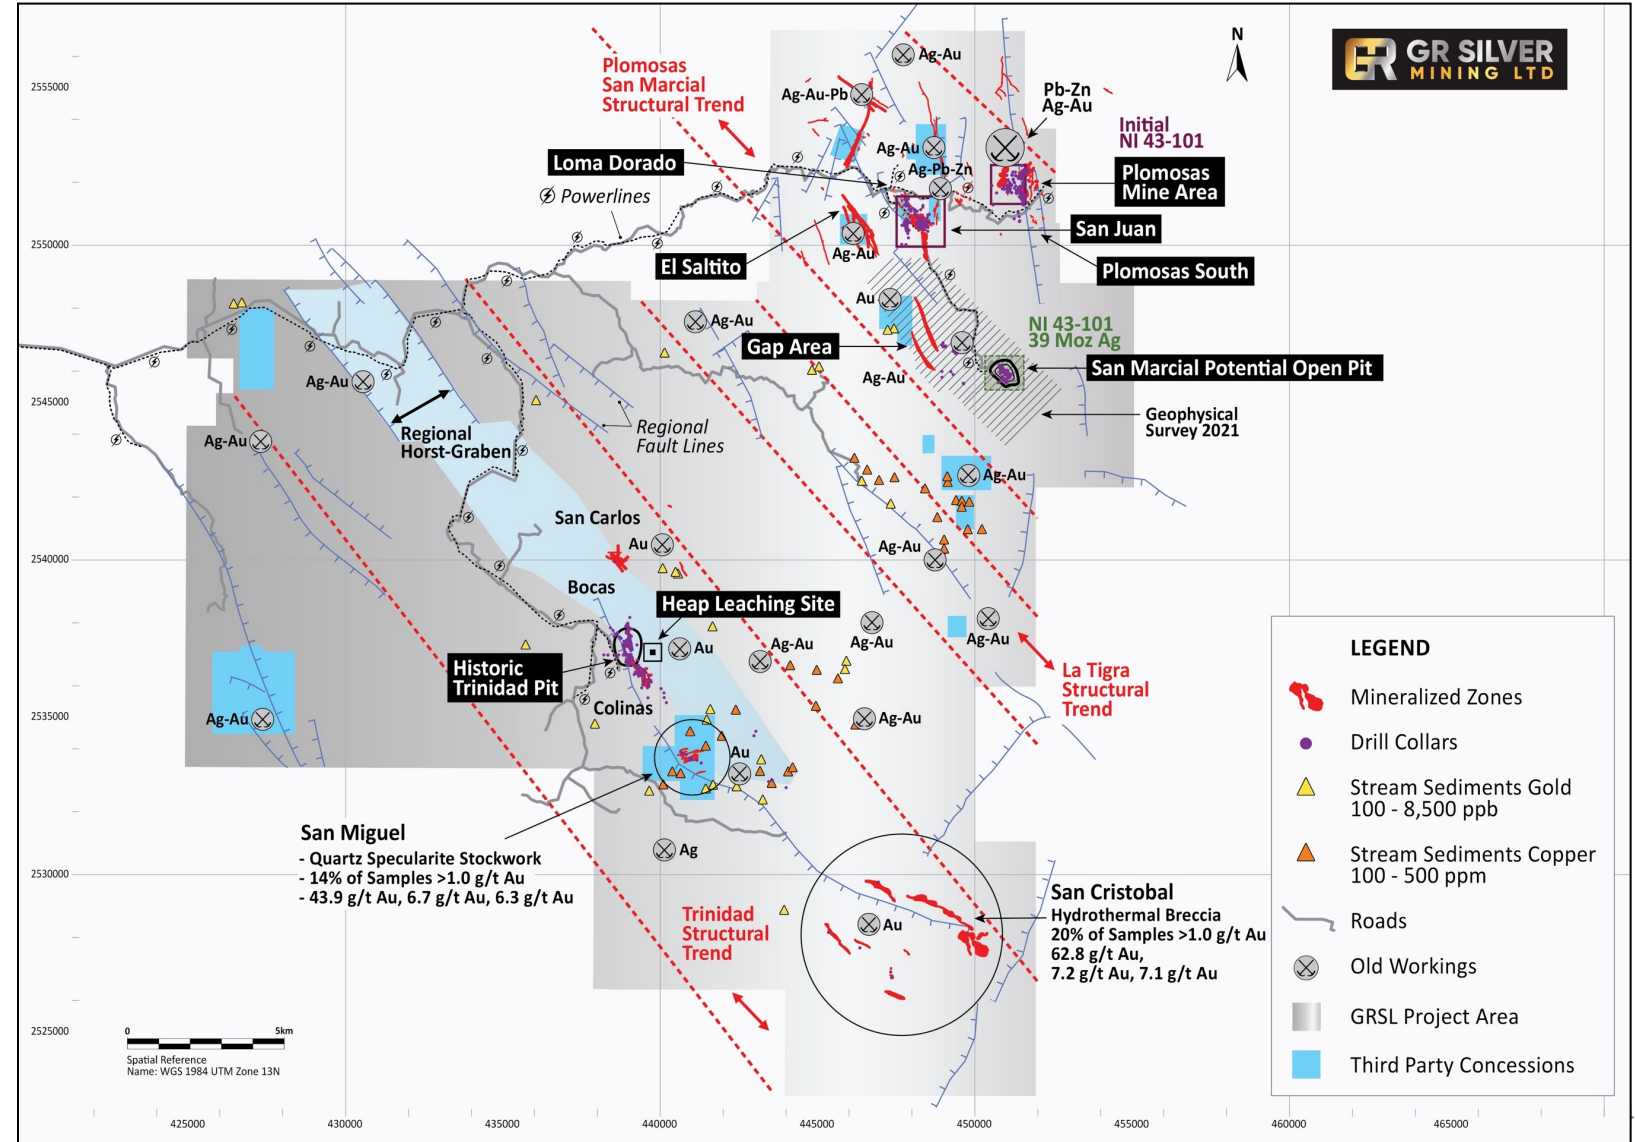 N
GR SILVER
MINING LTD
Plomosas
San Marcial
Structural Trend
Ag-Au
Ag-Au-Pb
Pb-Zn
Ag-Au
Initial
NI 43-101
2555000
Loma Dorado
Ag-Au
Ag-Pb-Zn
Plomosas
Mine Area
Powerlines
San Juan
2550000
El Saltito
Ag-Au
Plomosas South
Au
Ag-Au
NI 43-101
39 Moz Ag
Gap Area
San Marcial Potential Open Pit
Ag-Au
Ag-Au
2545000
Geophysical
Survey 2021
Regional
Fault Lines
Regional
Horst-Graben
Ag-Au
Ag-Au
San Carlos
Au
Ag-Au
2540000
Bocas
Heap Leaching Site
Au
Ag-Au
Ag-Au
Ag-Au
Historic
Trinidad Pit
La Tigra
Structural
Trend
Colinas
2535000
Ag-Au
Ag-Au
Au
San Miguel
- Quartz Specularite Stockwork
- 14% of Samples >1.0 g/t Au
- 43.9 g/t Au, 6.7 g/t Au, 6.3 g/t Au
Ag
2530000
San Cristobal
Hydrothermal Breccia
20% of Samples >1.0 g/t Au
62.8 g/t Au,
7.2 g/t Au, 7.1 g/t Au
Au
Trinidad
Structural
Trend
2525000
0 5km
Spatial Reference
Name: WGS 1984 UTM Zone 13N
425000 430000 435000 440000 445000 450000 455000 460000 465000
LEGEND
Mineralized Zones
Drill Collars
Stream Sediments Gold
100 - 8,500 ppb
Stream Sediments Copper
100 - 500 ppm
Roads
Old Workings
GRSL Project Area
Third Party Concessions